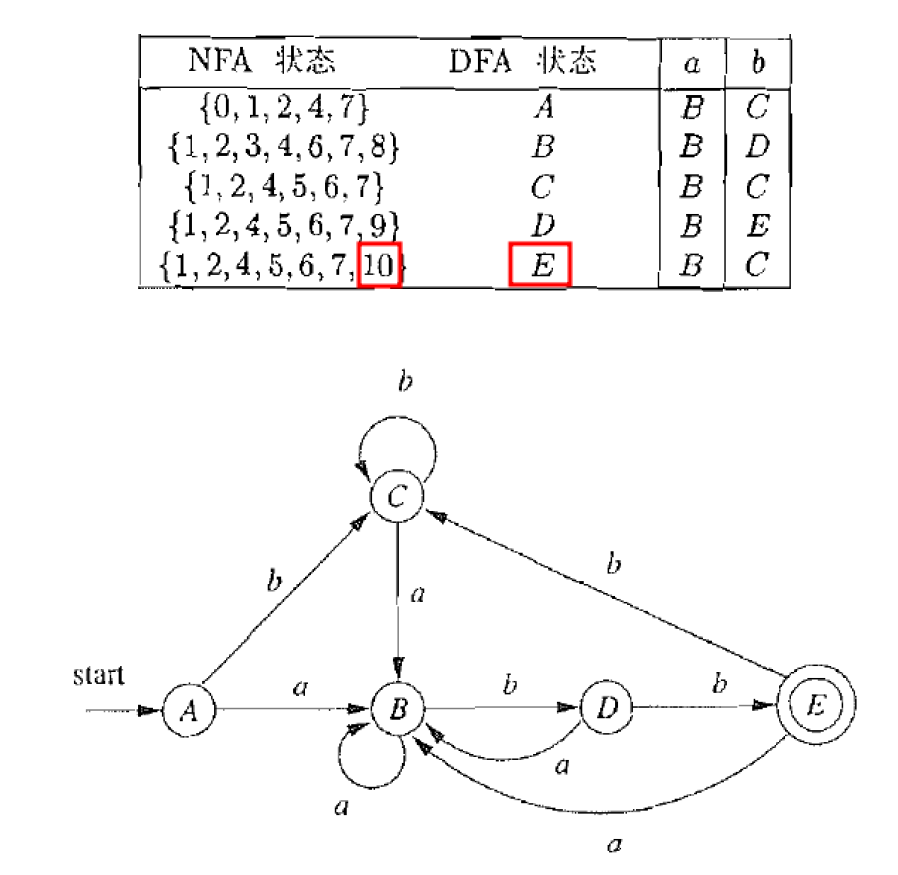 NFA 状态 DFA 状态 a b
{0, 1, 2, 4, 7} A B C
{1, 2, 3, 4, 6, 7, 8} B B D
{1, 2, 4, 5, 6, 7} C B C
{1, 2, 4, 5, 6, 7, 9} D B E
{1, 2, 4, 5, 6, 7, 10} E B C
b
C
b
b
a
start
a
b
b
A
B
D
E
a
a
a